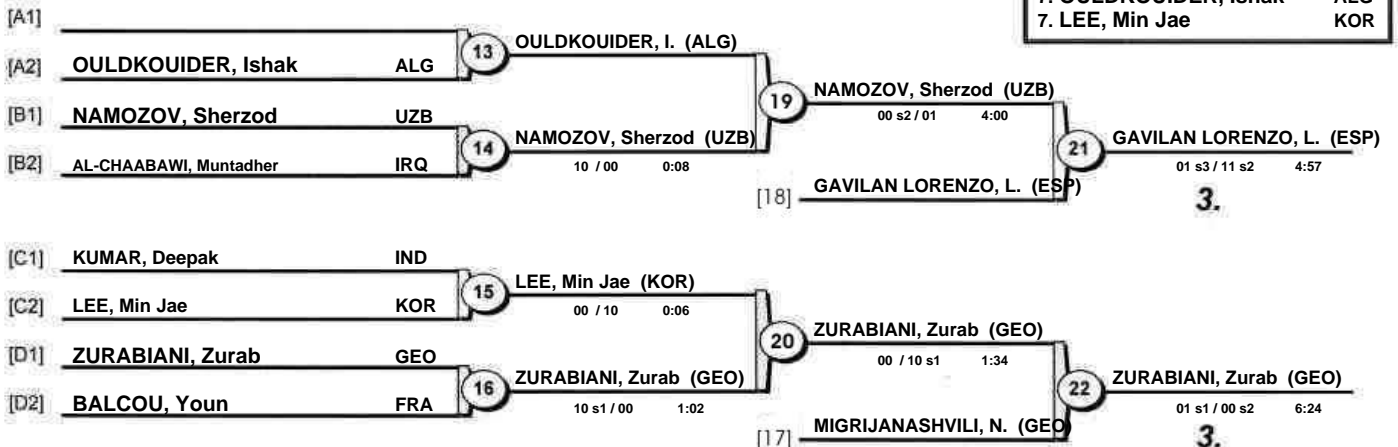 7. OULDKOUIDER, Ishak ALG
7. LEE, Min Jae KOR
[A1]
[A2] OULDKOUIDER, Ishak ALG
13 OULDKOUIDER, I. (ALG)
[B1] NAMOZOV, Sherzod UZB
[B2] AL-CHAABAWI, Muntadher IRQ
14 NAMOZOV, Sherzod (UZB)
10 / 00 0:08
19 NAMOZOV, Sherzod (UZB)
00 s2 / 01 4:00
[18] GAVILAN LORENZO, L. (ESP)
21 GAVILAN LORENZO, L. (ESP)
01 s3 / 11 s2 4:57
3.
[C1] KUMAR, Deepak IND
[C2] LEE, Min Jae KOR
15 LEE, Min Jae (KOR)
00 / 10 0:06
[D1] ZURABIANI, Zurab GEO
[D2] BALCOU, Youn FRA
16 ZURABIANI, Zurab (GEO)
10 s1 / 00 1:02
20 ZURABIANI, Zurab (GEO)
00 / 10 s1 1:34
[17] MIGRIJANASHVILI, N. (GEO)
22 ZURABIANI, Zurab (GEO)
01 s1 / 00 s2 6:24
3.